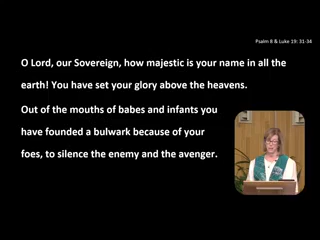 Psalm 8 & Luke 19: 31-34
O Lord, our Sovereign, how majestic is your name in all the
earth! You have set your glory above the heavens.
Out of the mouths of babes and infants you
have founded a bulwark because of your
foes, to silence the enemy and the avenger.